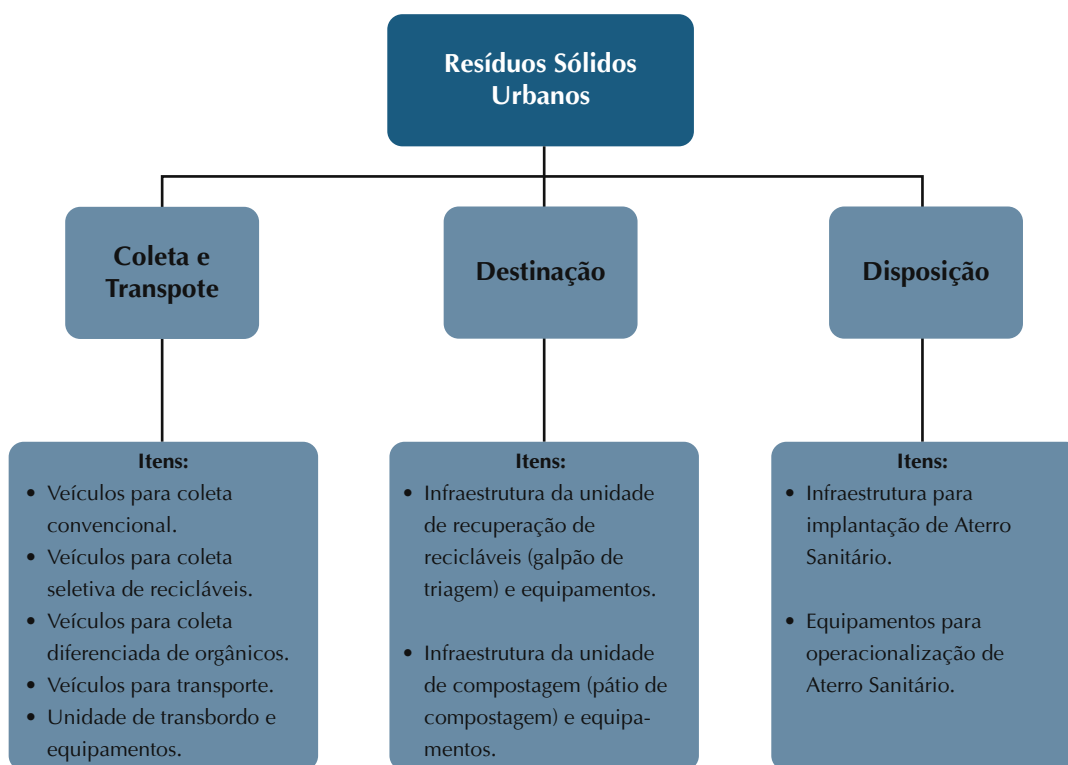 Resíduos Sólidos
Urbanos
Coleta e
Transpote
Destinação
Disposição
Itens:
• Veículos para coleta
convencional.
• Veículos para coleta
seletiva de recicláveis.
• Veículos para coleta
diferenciada de orgânicos.
• Veículos para transporte.
• Unidade de transbordo e
equipamentos.
Itens:
• Infraestrutura da unidade
de recuperação de
recicláveis (galpão de
triagem) e equipamentos.
• Infraestrutura da unidade
de compostagem (pátio de
compostagem) e equipa-
mentos.
Itens:
• Infraestrutura para
implantação de Aterro
Sanitário.
• Equipamentos para
operacionalização de
Aterro Sanitário.